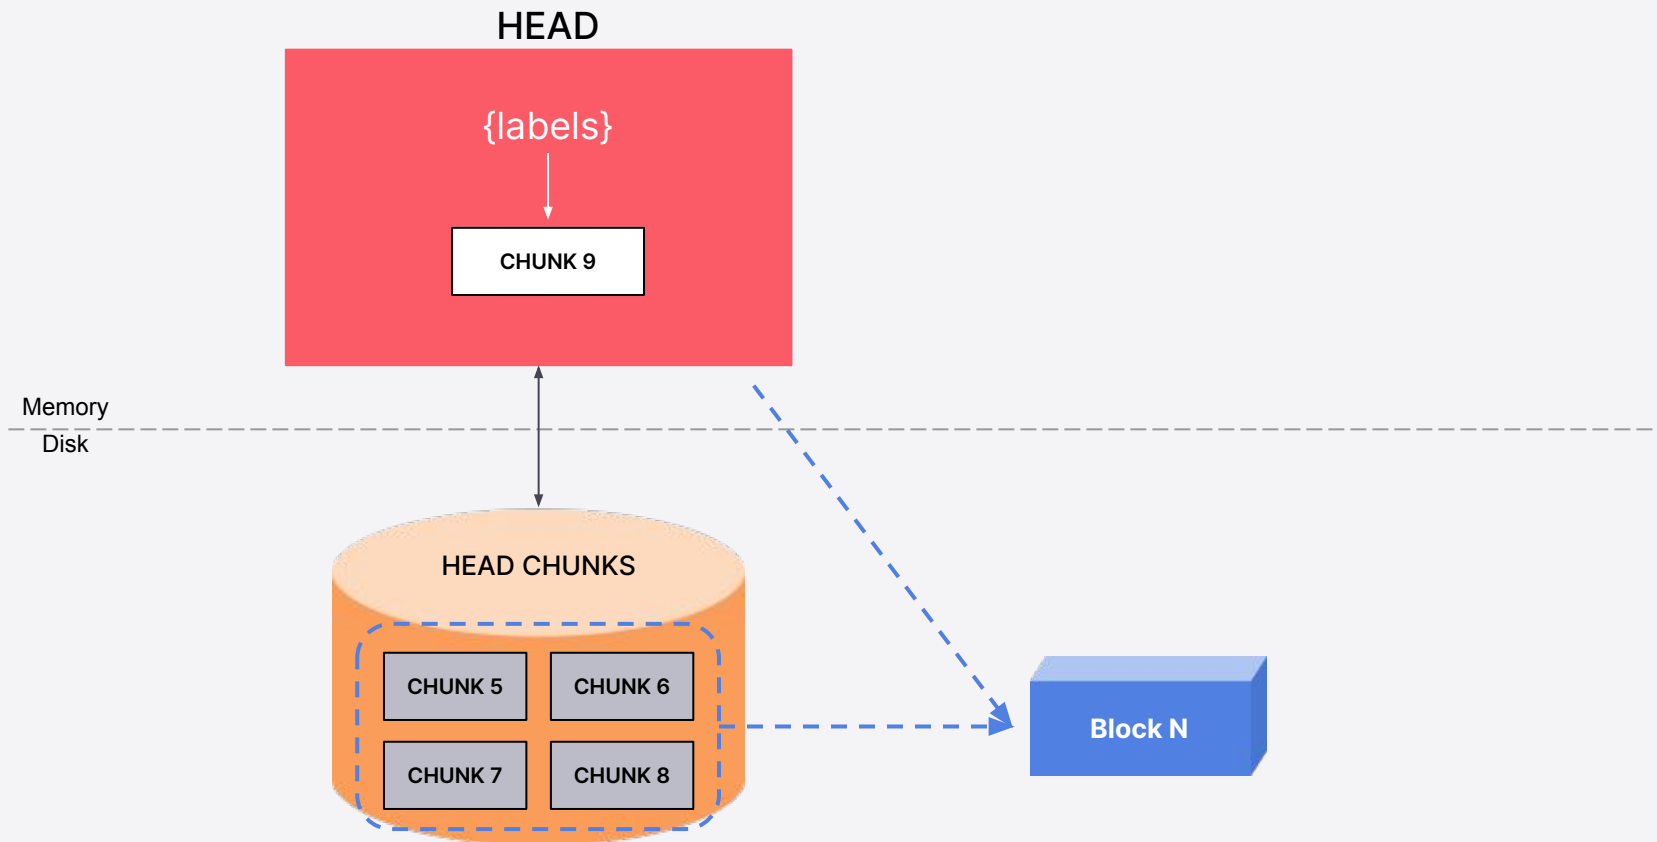 HEAD
{labels}
CHUNK 9
Memory
Disk
HEAD CHUNKS
CHUNK 5
CHUNK 6
CHUNK 7
CHUNK 8
Block N